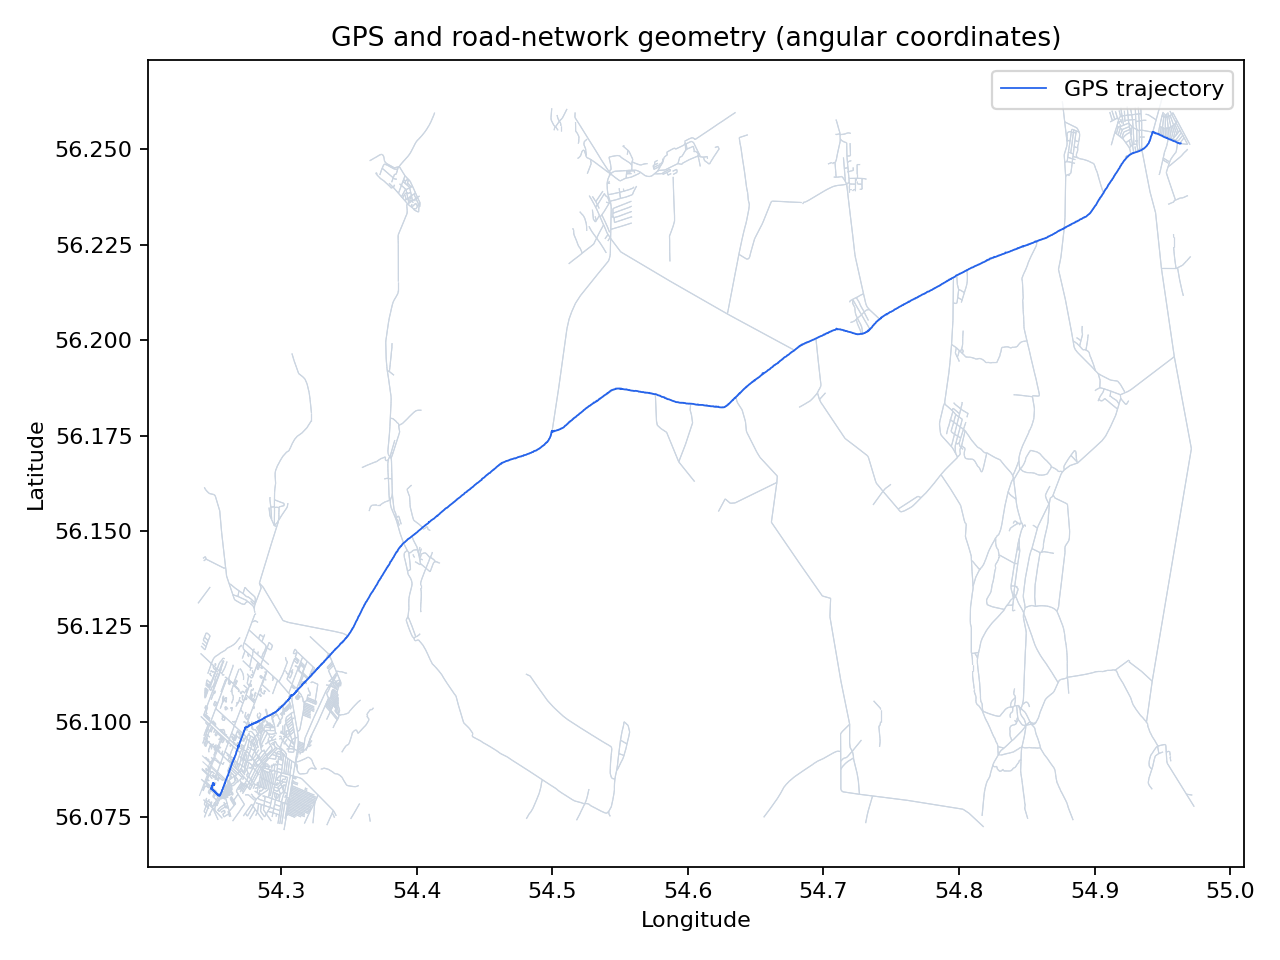 GPS and road-network geometry (angular coordinates)
GPS trajectory
56.250
56.225
56.200
56.175
56.150
56.125
56.100
56.075
Latitude
54.3 54.4 54.5 54.6 54.7 54.8 54.9 55.0
Longitude